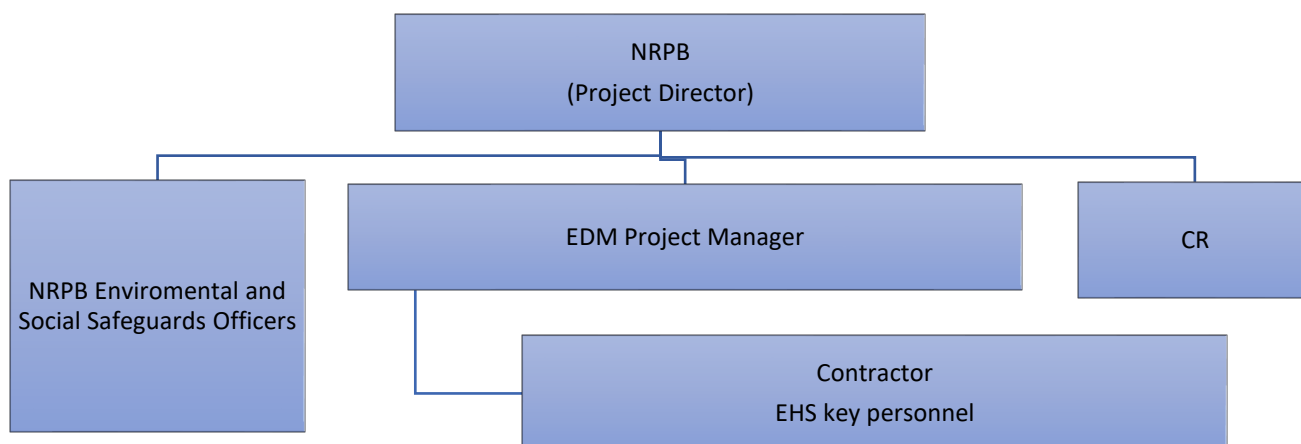 NRPB
(Project Director)
NRPB Enviromental and
Social Safeguards Officers
EDM Project Manager
CR
Contractor
EHS key personnel